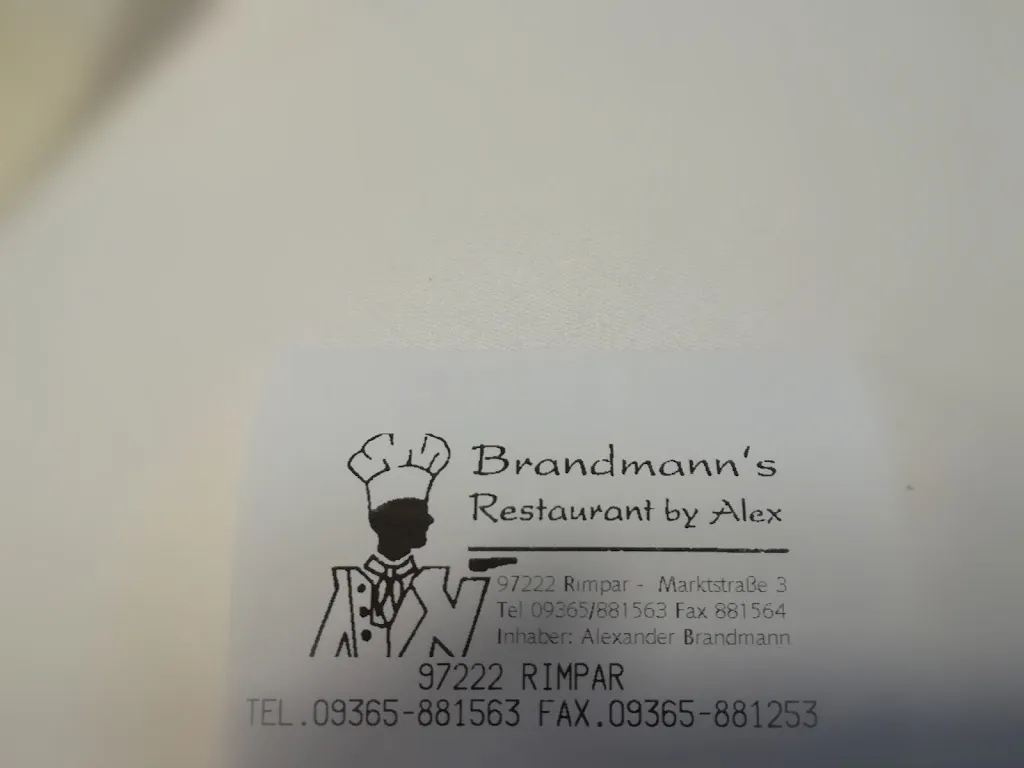 Brandmann's
Restaurant by Alex
97222 Rimpar - Marktstraße 3
Tel 09365/881563 Fax 881564
Inhaber: Alexander Brandmann
97222 RIMPAR
TEL.09365-881563 FAX.09365-881253